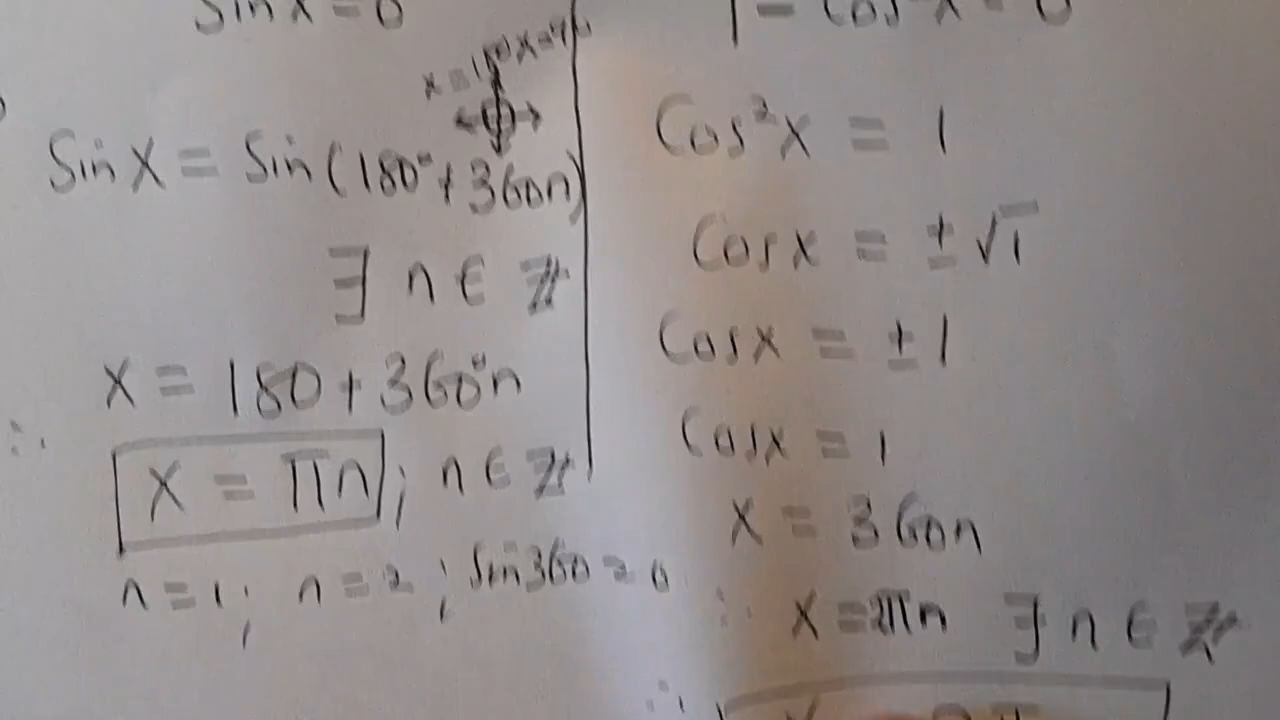 Sin x = 0
Sin x = Sin (180° + 360n)
∃ n ∈ ℤ
x = 180 + 360°n
∴ x = πn ; n ∈ ℤ
n = 1 ; n = 2 ; Sin 360 = 0
1 - Cos²x = 0
Cos²x = 1
Cos x = ±√1
Cos x = ±1
Cos x = 1
x = 360n
∴ x = 2πn ∃ n ∈ ℤ
∴